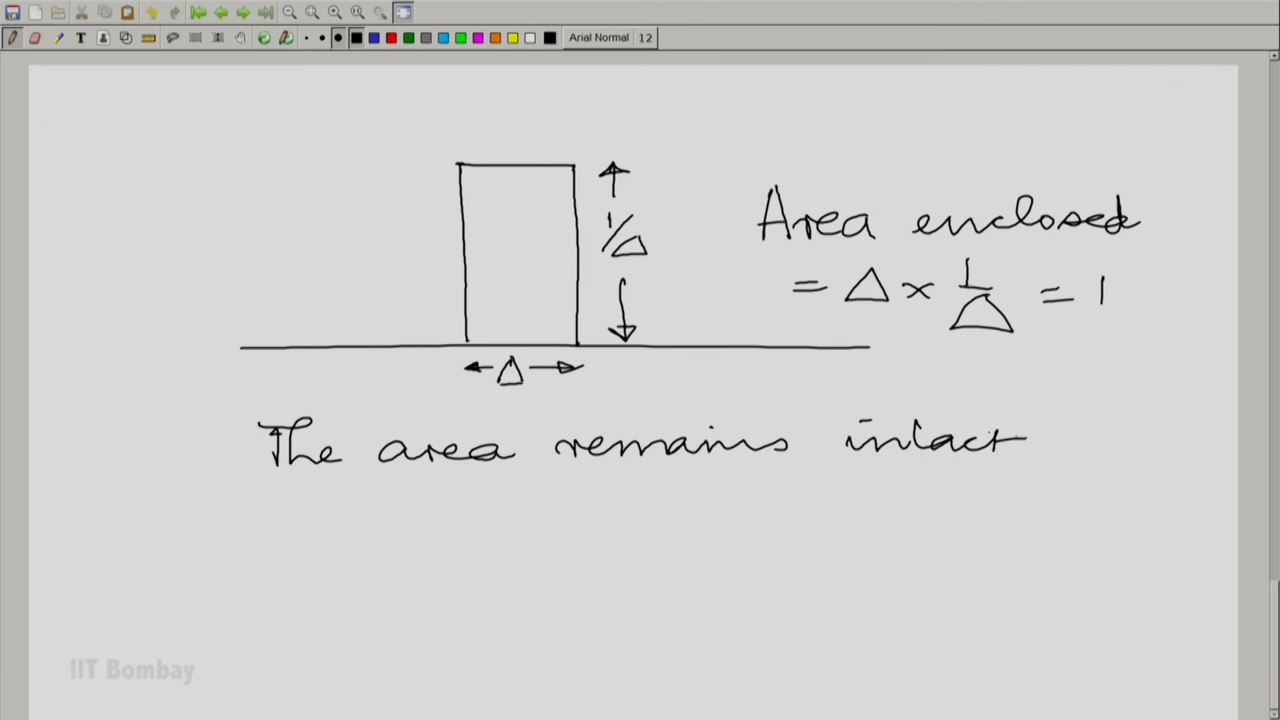 Arial Normal 12
1/Δ
Area enclosed
= Δ × 1/Δ = 1
Δ
The area remains intact
IIT Bombay